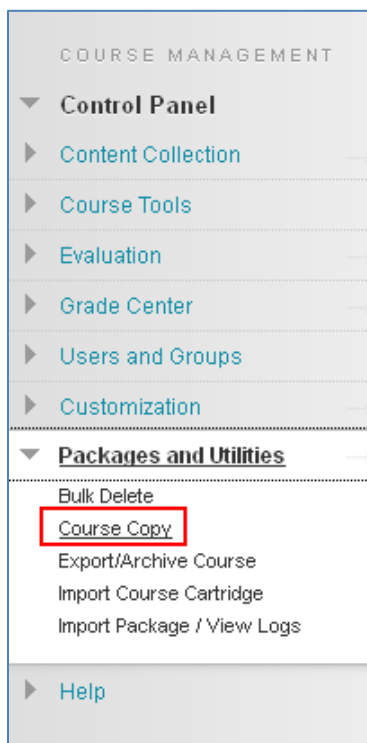 COURSE MANAGEMENT
Control Panel
Content Collection
Course Tools
Evaluation
Grade Center
Users and Groups
Customization
Packages and Utilities
Bulk Delete
Course Copy
Export/Archive Course
Import Course Cartridge
Import Package / View Logs
Help